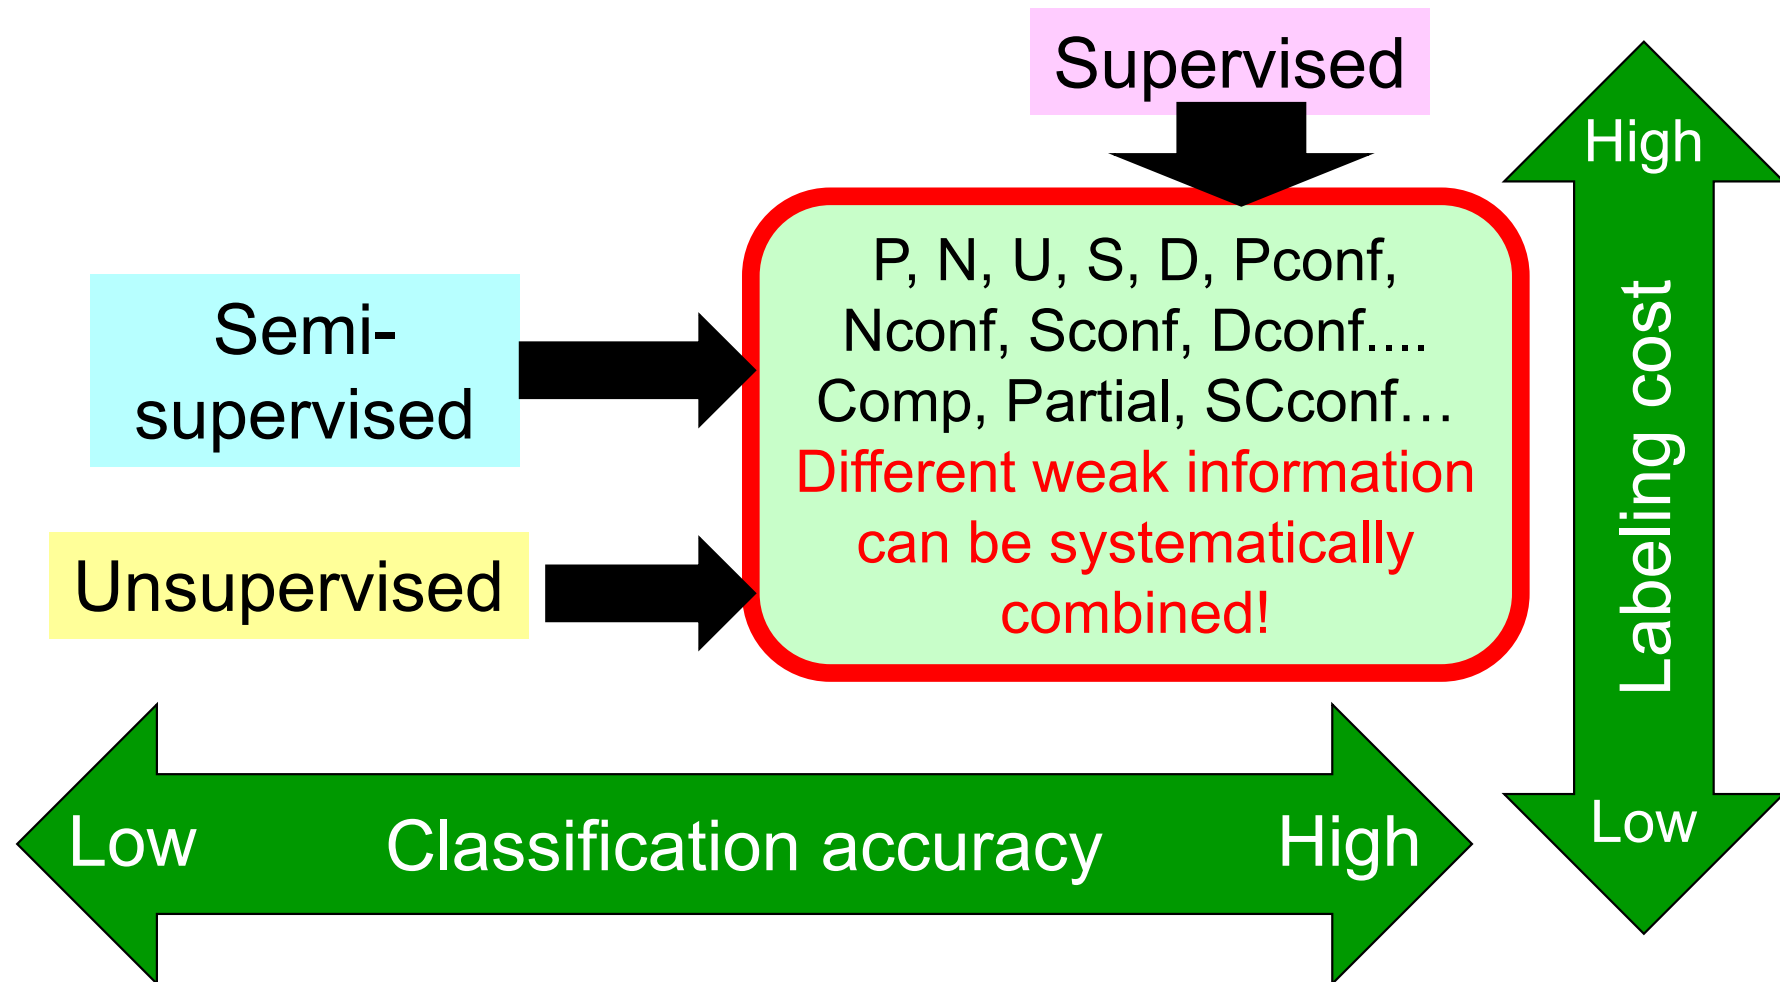 Supervised
High
Semi-
supervised
P, N, U, S, D, Pconf,
Nconf, Sconf, Dconf....
Comp, Partial, SCconf…
Different weak information
can be systematically
combined!
Unsupervised
Labeling cost
Low
Low
Classification accuracy
High